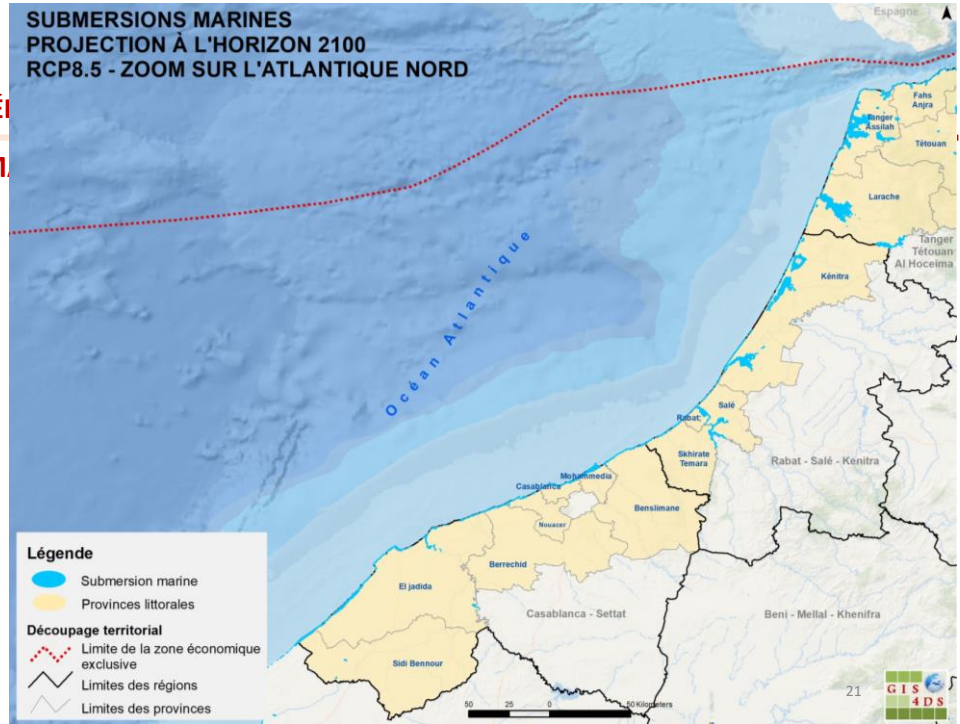 SUBMERSIONS MARINES
PROJECTION À L'HORIZON 2100
RCP8.5 - ZOOM SUR L'ATLANTIQUE NORD
Espagne
Fahs
Anjra
Tanger
Assilah
Tétouan
Larache
Tanger
Tétouan
Al Hoceima
Kénitra
Océan Atlantique
Salé
Rabat
Skhirate
Temara
Rabat - Salé - Kenitra
Mohammedia
Casablanca
Benslimane
Nouacer
Berrechid
El jadida
Casablanca - Settat
Beni - Mellal - Khenifra
Sidi Bennour
Légende
Submersion marine
Provinces littorales
Découpage territorial
Limite de la zone économique
exclusive
Limites des régions
Limites des provinces
50 25 0 50 Kilometers
21
GIS
4DS